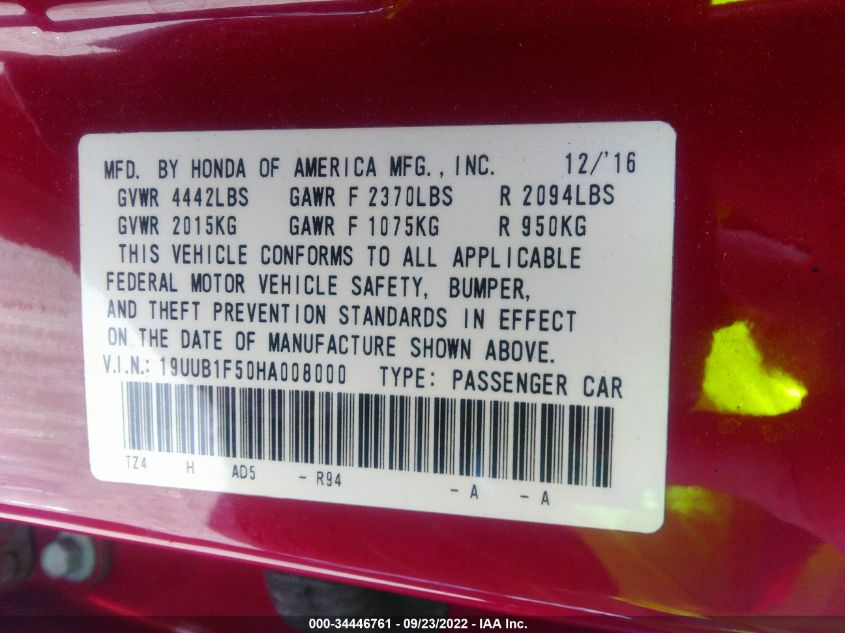 MFD. BY HONDA OF AMERICA MFG., INC. 12/'16
GVWR 4442LBS GAWR F 2370LBS R 2094LBS
GVWR 2015KG GAWR F 1075KG R 950KG
THIS VEHICLE CONFORMS TO ALL APPLICABLE
FEDERAL MOTOR VEHICLE SAFETY, BUMPER,
AND THEFT PREVENTION STANDARDS IN EFFECT
ON THE DATE OF MANUFACTURE SHOWN ABOVE.
V.I.N.: 19UUB1F50HA008000 TYPE: PASSENGER CAR
TZ4 H AD5 - R94 - A - A
000-34446761 - 09/23/2022 - IAA Inc.